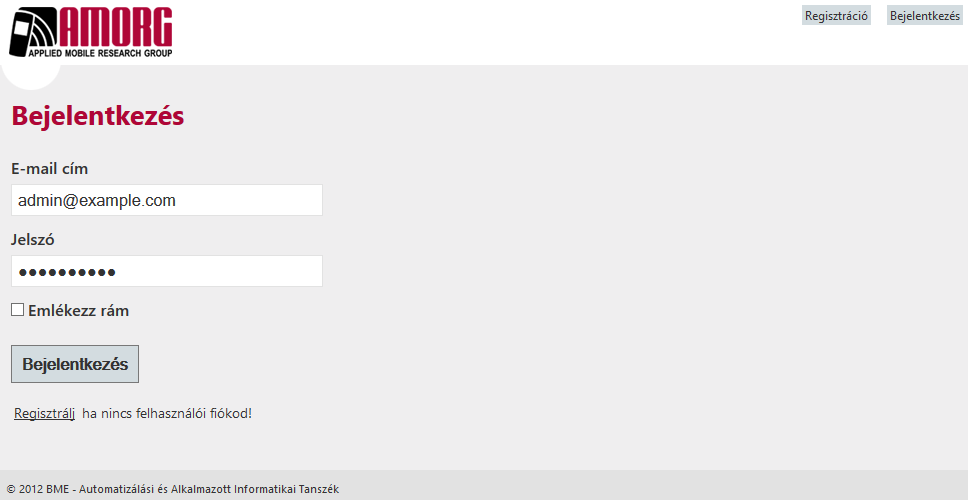 AMORG
APPLIED MOBILE RESEARCH GROUP
Regisztráció Bejelentkezés
Bejelentkezés
E-mail cím
admin@example.com
Jelszó
••••••••••
Emlékezz rám
Bejelentkezés
Regisztrálj ha nincs felhasználói fiókod!
© 2012 BME - Automatizálási és Alkalmazott Informatikai Tanszék